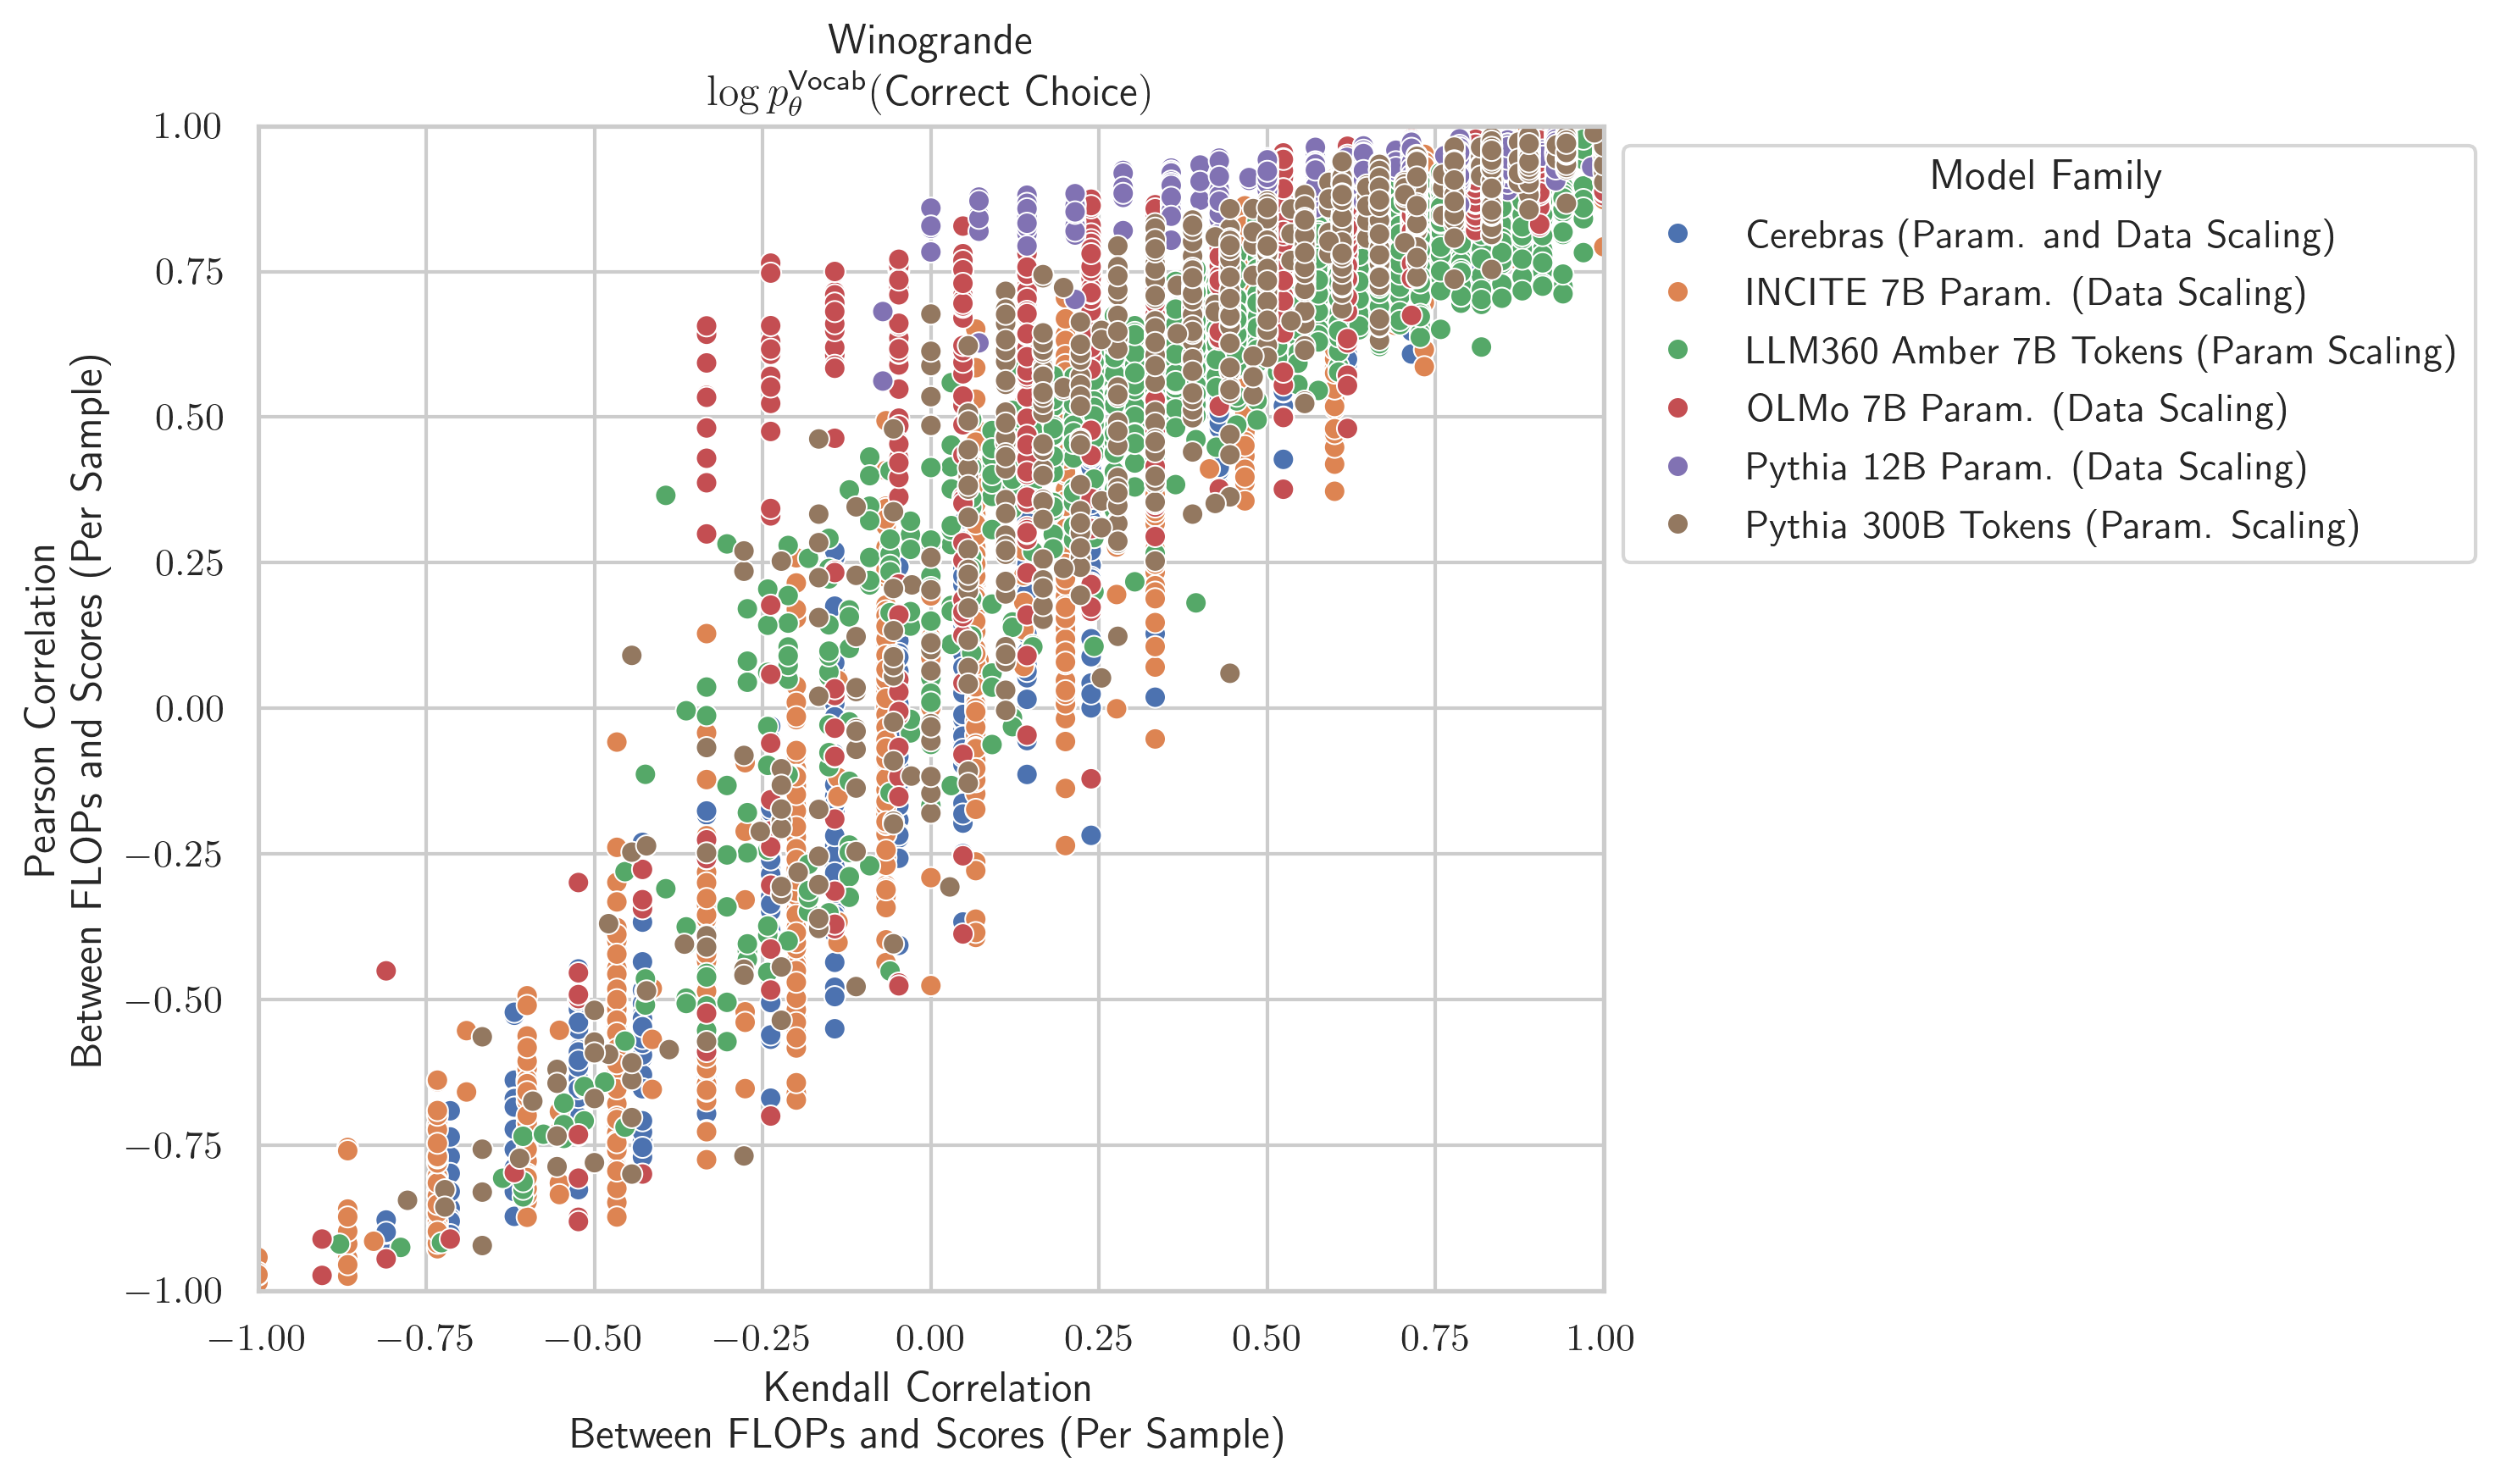 Winogrande
log p_θ^Vocab(Correct Choice)
1.00
0.75
0.50
0.25
0.00
−0.25
−0.50
−0.75
−1.00
Pearson Correlation
Between FLOPs and Scores (Per Sample)
−1.00 −0.75 −0.50 −0.25 0.00 0.25 0.50 0.75 1.00
Kendall Correlation
Between FLOPs and Scores (Per Sample)
Model Family
Cerebras (Param. and Data Scaling)
INCITE 7B Param. (Data Scaling)
LLM360 Amber 7B Tokens (Param Scaling)
OLMo 7B Param. (Data Scaling)
Pythia 12B Param. (Data Scaling)
Pythia 300B Tokens (Param. Scaling)